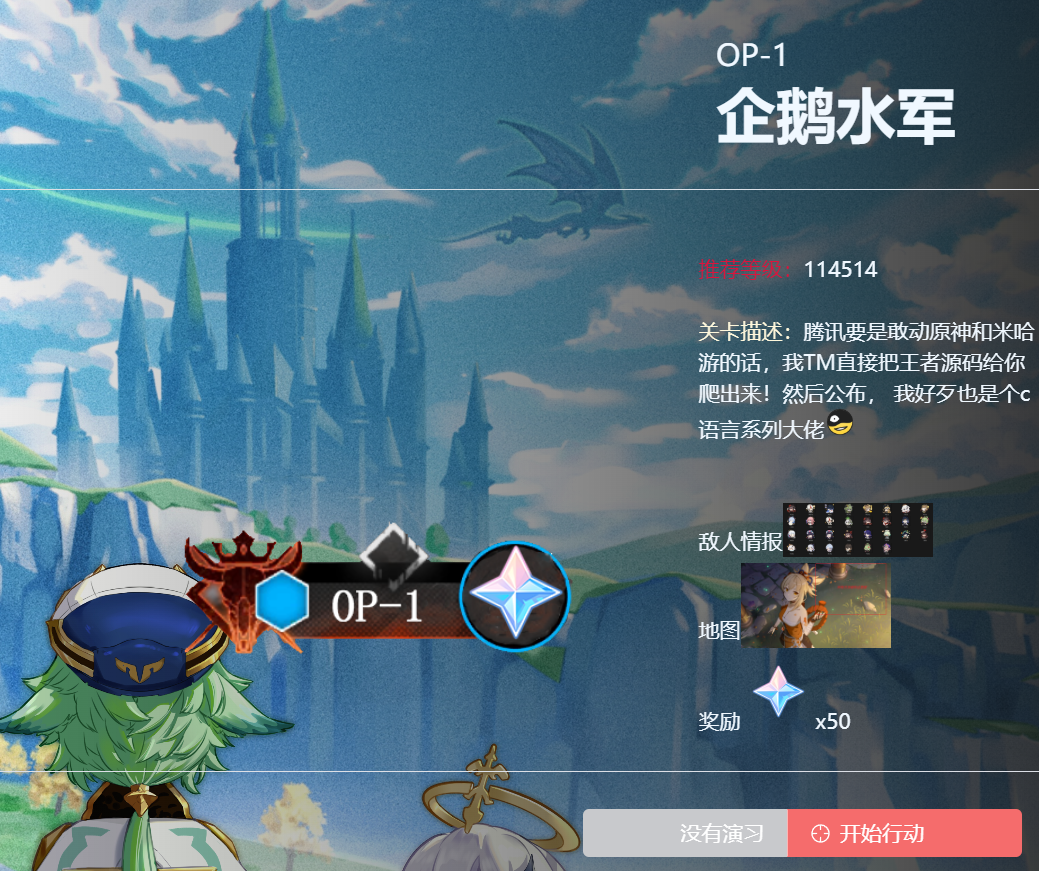 OP-1
企鹅水军
推荐等级：114514
关卡描述：腾讯要是敢动原神和米哈
游的话，我TM直接把王者源码给你
爬出来！然后公布， 我好歹也是个c
语言系列大佬
敌人情报
OP-1
地图
奖励 x50
没有演习 开始行动